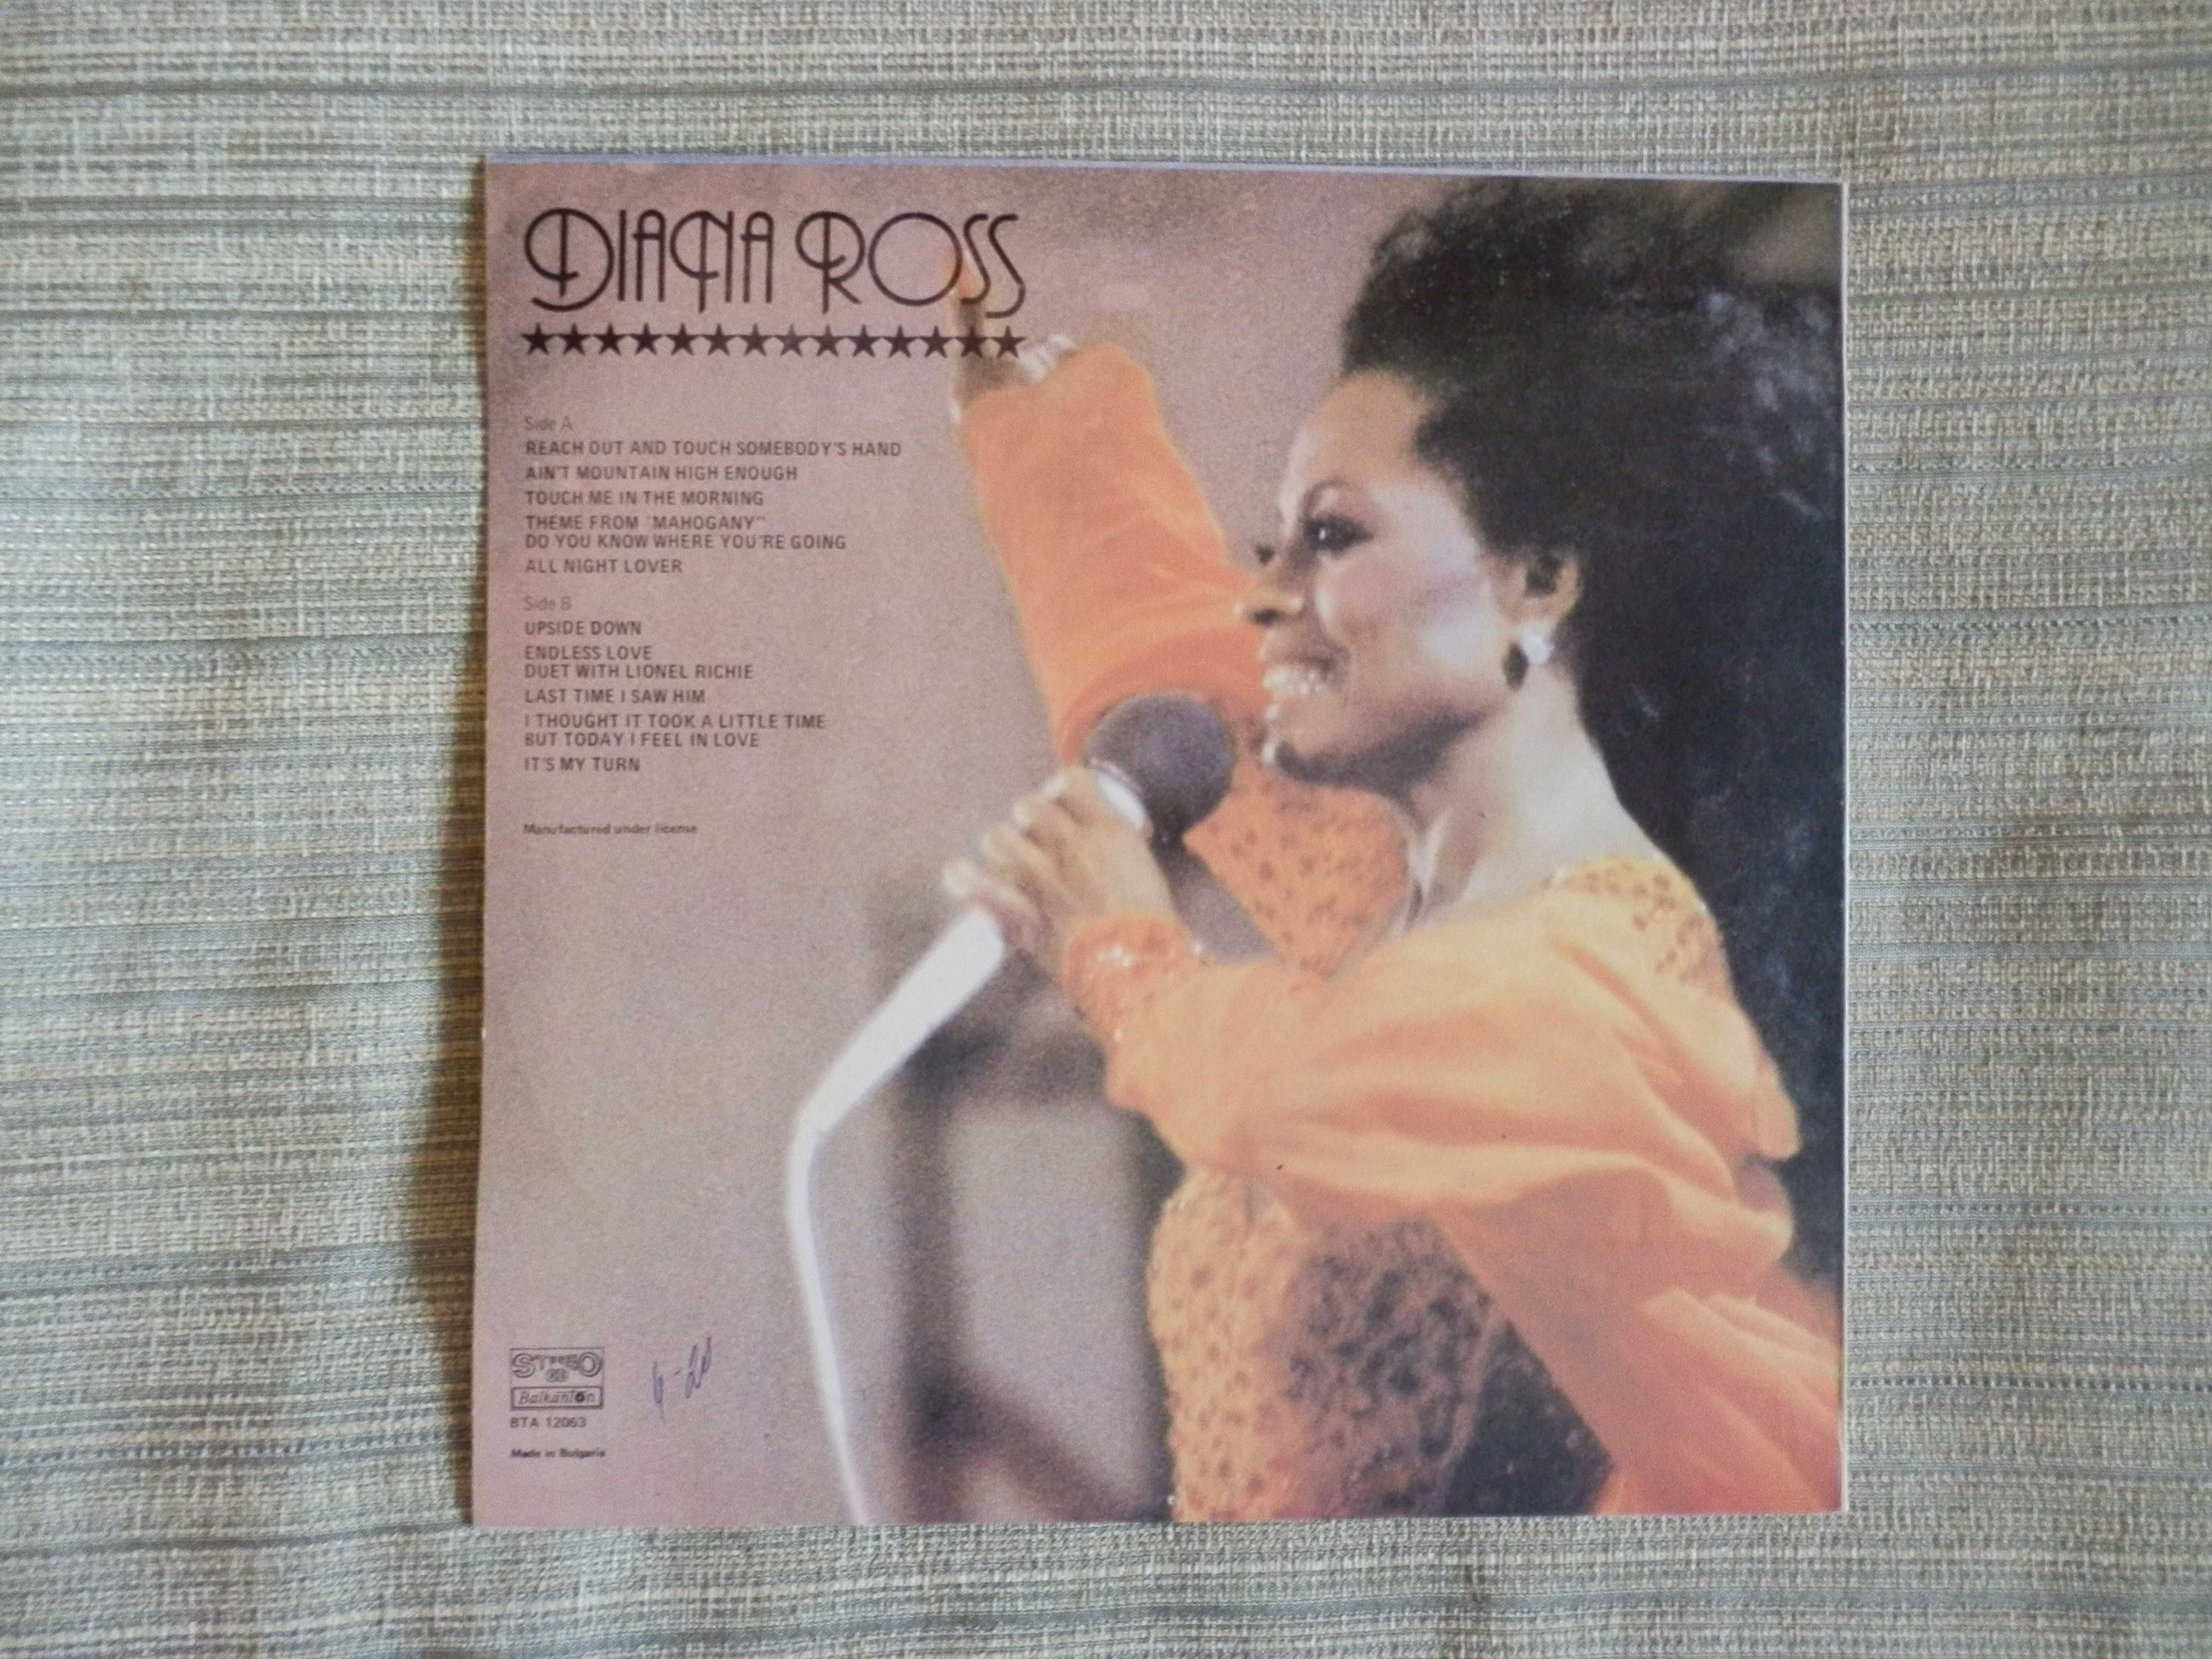 DIANA ROSS
Side A
REACH OUT AND TOUCH SOMEBODY'S HAND
AIN'T MOUNTAIN HIGH ENOUGH
TOUCH ME IN THE MORNING
THEME FROM "MAHOGANY"
DO YOU KNOW WHERE YOU'RE GOING
ALL NIGHT LOVER
Side B
UPSIDE DOWN
ENDLESS LOVE
DUET WITH LIONEL RICHIE
LAST TIME I SAW HIM
I THOUGHT IT TOOK A LITTLE TIME
BUT TODAY I FEEL IN LOVE
IT'S MY TURN
Manufactured under license
STEREO
33
Balkanton
BTA 12063
Made in Bulgaria